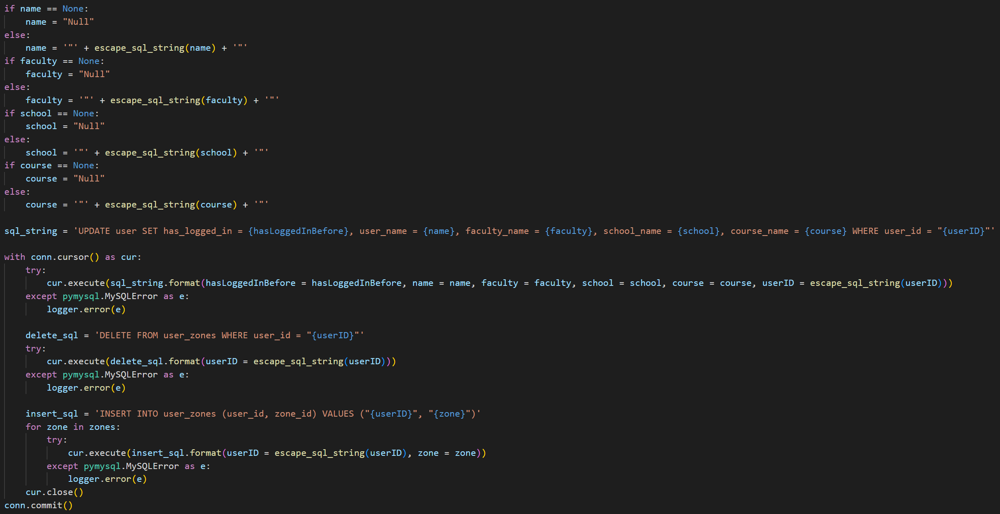 if name == None:
    name = "Null"
else:
    name = '"' + escape_sql_string(name) + '"'
if faculty == None:
    faculty = "Null"
else:
    faculty = '"' + escape_sql_string(faculty) + '"'
if school == None:
    school = "Null"
else:
    school = '"' + escape_sql_string(school) + '"'
if course == None:
    course = "Null"
else:
    course = '"' + escape_sql_string(course) + '"'

sql_string = 'UPDATE user SET has_logged_in = {hasLoggedInBefore}, user_name = {name}, faculty_name = {faculty}, school_name = {school}, course_name = {course} WHERE user_id = "{userID}"'

with conn.cursor() as cur:
    try:
        cur.execute(sql_string.format(hasLoggedInBefore = hasLoggedInBefore, name = name, faculty = faculty, school = school, course = course, userID = escape_sql_string(userID)))
    except pymysql.MySQLError as e:
        logger.error(e)

    delete_sql = 'DELETE FROM user_zones WHERE user_id = "{userID}"'
    try:
        cur.execute(delete_sql.format(userID = escape_sql_string(userID)))
    except pymysql.MySQLError as e:
        logger.error(e)

    insert_sql = 'INSERT INTO user_zones (user_id, zone_id) VALUES ("{userID}", "{zone}")'
    for zone in zones:
        try:
            cur.execute(insert_sql.format(userID = escape_sql_string(userID), zone = zone))
        except pymysql.MySQLError as e:
            logger.error(e)
    cur.close()
conn.commit()